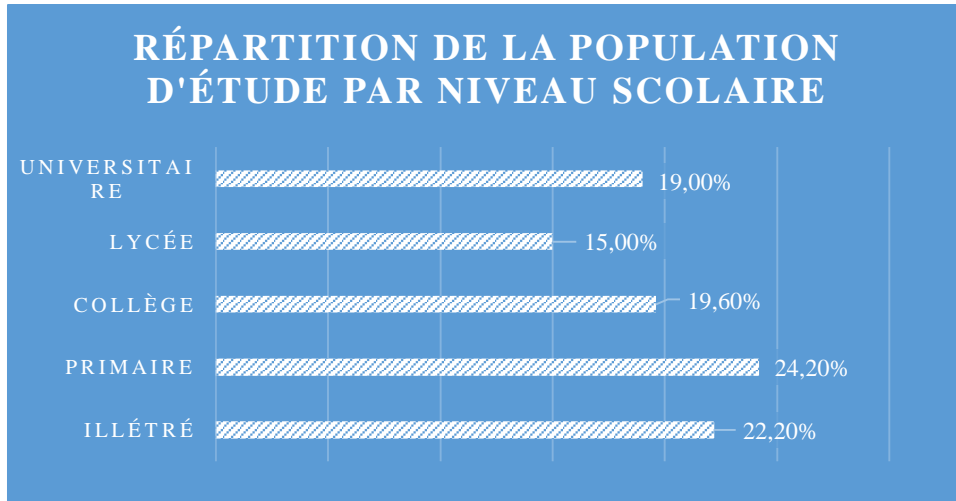 RÉPARTITION DE LA POPULATION
D'ÉTUDE PAR NIVEAU SCOLAIRE
UNIVERSITAI
RE
19,00%
LYCÉE
15,00%
COLLÈGE
19,60%
PRIMAIRE
24,20%
ILLÉTRÉ
22,20%